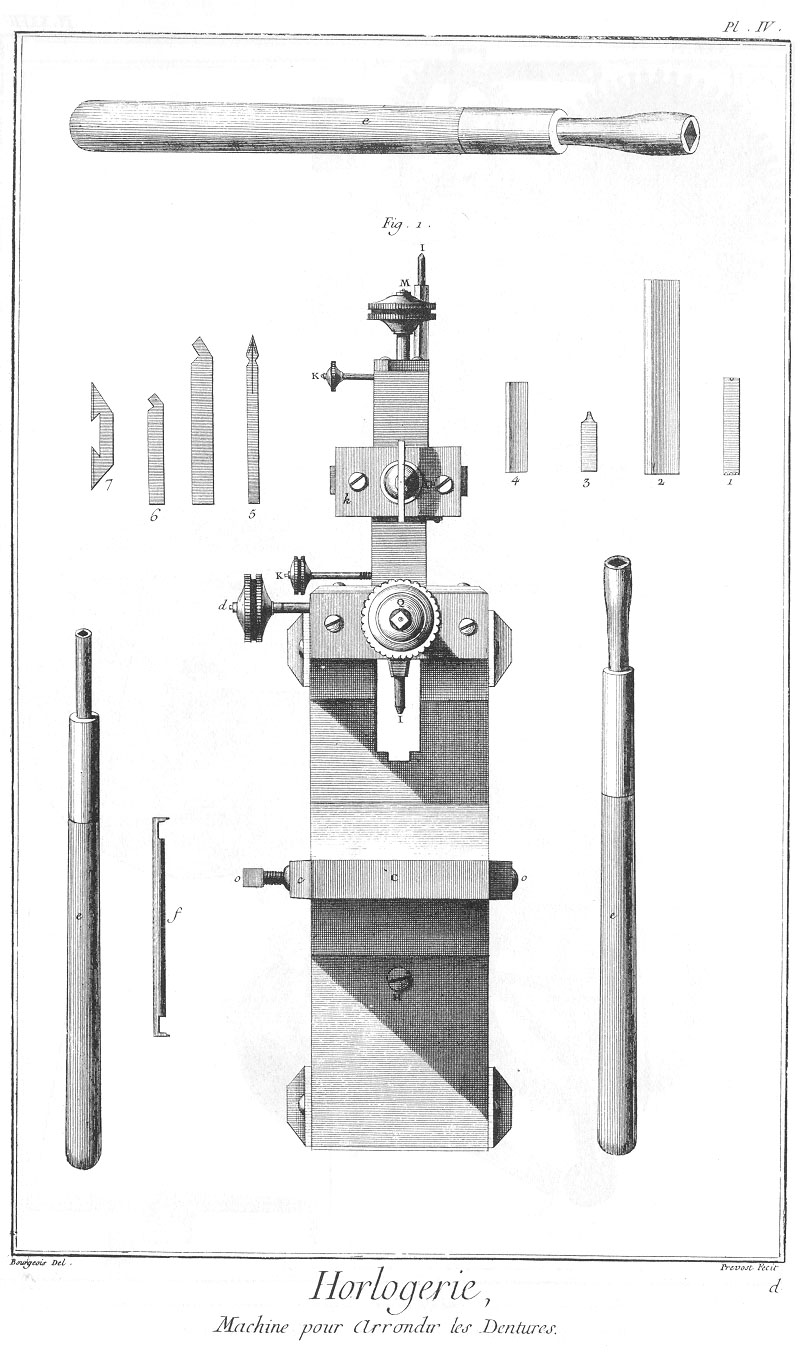 Pl. IV.
e
Fig. 1.
I
M
K
k
7
6
5
4
3
2
1
K
d
Q
I
o
c
C
o
e
f
e
H
Bourgeois Del.
Prevost Fecit
d
Horlogerie,
Machine pour Arrondir les Dentures.